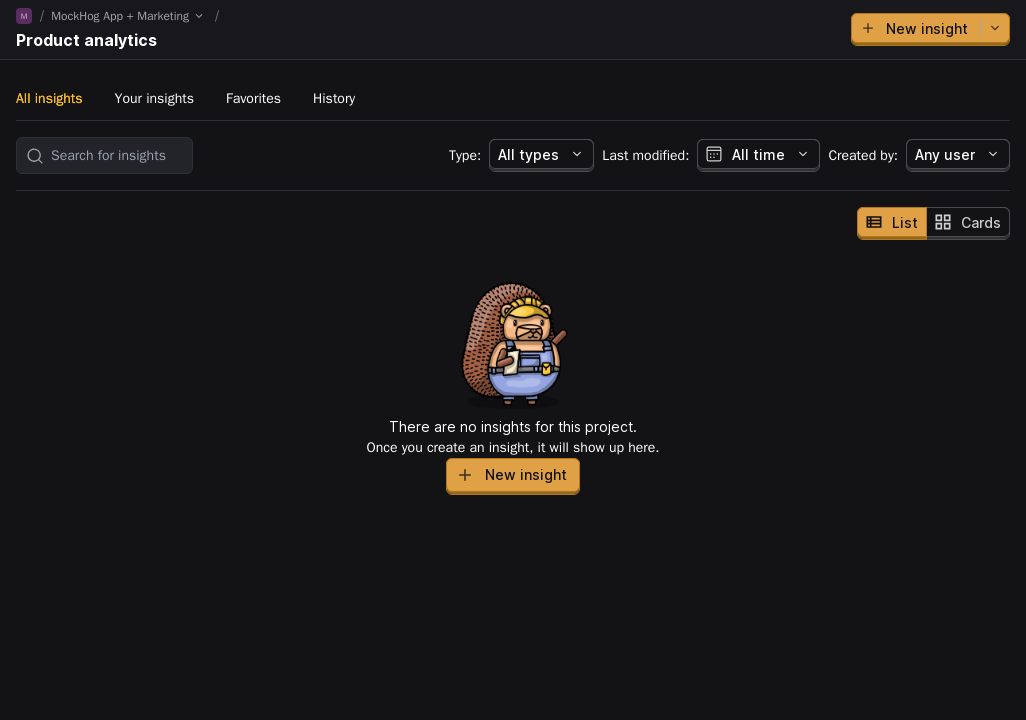 M / MockHog App + Marketing /
Product analytics
New insight
All insights Your insights Favorites History
Search for insights
Type: All types Last modified: All time Created by: Any user
List Cards
There are no insights for this project.
Once you create an insight, it will show up here.
New insight